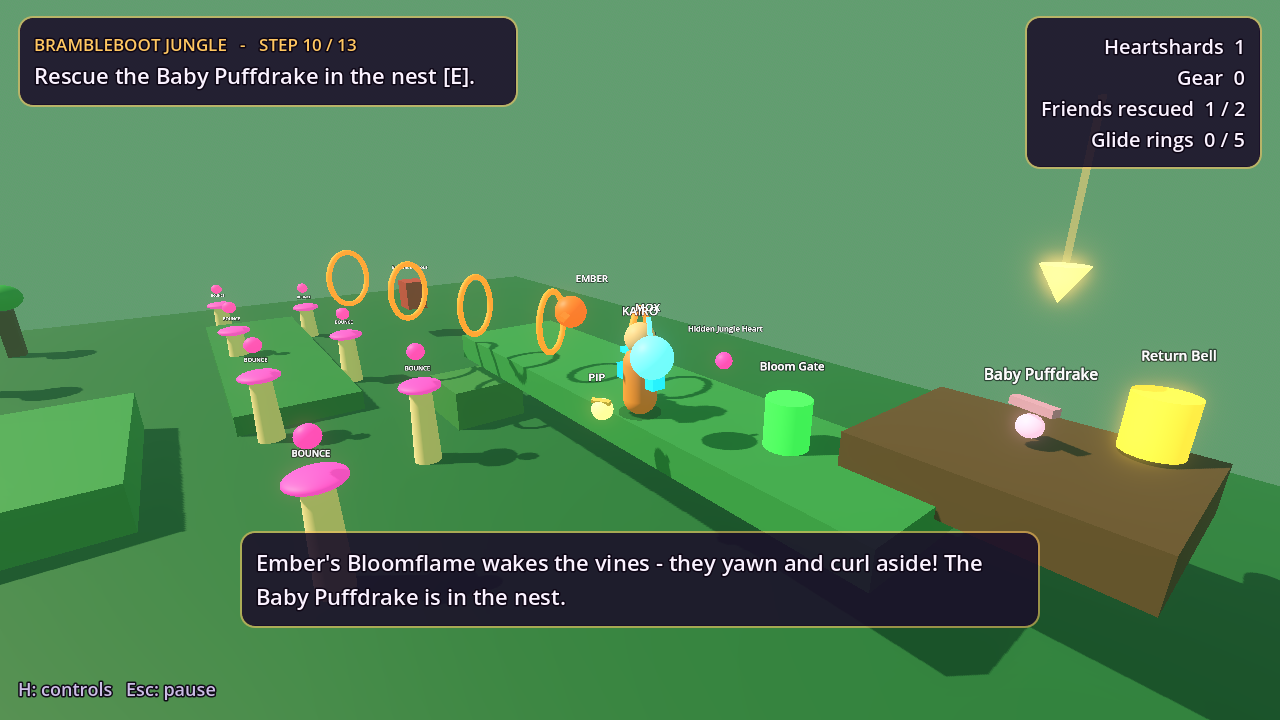 BRAMBLEBOOT JUNGLE - STEP 10 / 13
Rescue the Baby Puffdrake in the nest [E].
Heartshards 1
Gear 0
Friends rescued 1 / 2
Glide rings 0 / 5
EMBER
MOX
KAIRO
Hidden Jungle Heart
Bloom Gate
PIP
Baby Puffdrake
Return Bell
BOUNCE
BOUNCE
BOUNCE
BOUNCE
BOUNCE
BOUNCE
Ember's Bloomflame wakes the vines - they yawn and curl aside! The
Baby Puffdrake is in the nest.
H: controls Esc: pause